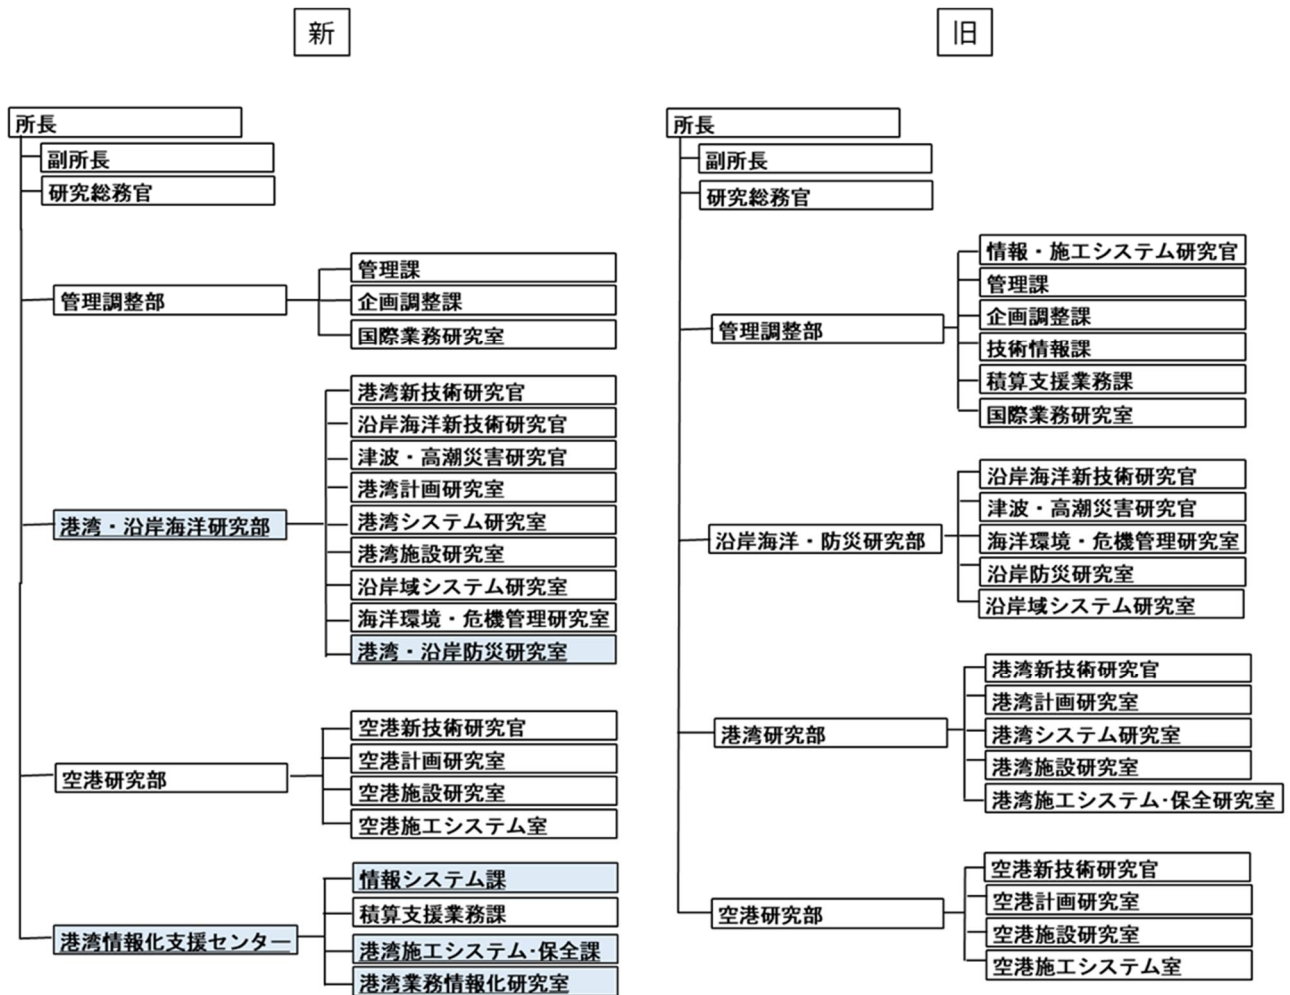 新
所長
副所長
研究総務官
管理調整部
管理課
企画調整課
国際業務研究室
港湾・沿岸海洋研究部
港湾新技術研究官
沿岸海洋新技術研究官
津波・高潮災害研究官
港湾計画研究室
港湾システム研究室
港湾施設研究室
沿岸域システム研究室
海洋環境・危機管理研究室
港湾・沿岸防災研究室
空港研究部
空港新技術研究官
空港計画研究室
空港施設研究室
空港施工システム室
港湾情報化支援センター
情報システム課
積算支援業務課
港湾施工システム･保全課
港湾業務情報化研究室
旧
所長
副所長
研究総務官
管理調整部
情報・施工システム研究官
管理課
企画調整課
技術情報課
積算支援業務課
国際業務研究室
沿岸海洋・防災研究部
沿岸海洋新技術研究官
津波・高潮災害研究官
海洋環境・危機管理研究室
沿岸防災研究室
沿岸域システム研究室
港湾研究部
港湾新技術研究官
港湾計画研究室
港湾システム研究室
港湾施設研究室
港湾施工システム･保全研究室
空港研究部
空港新技術研究官
空港計画研究室
空港施設研究室
空港施工システム室